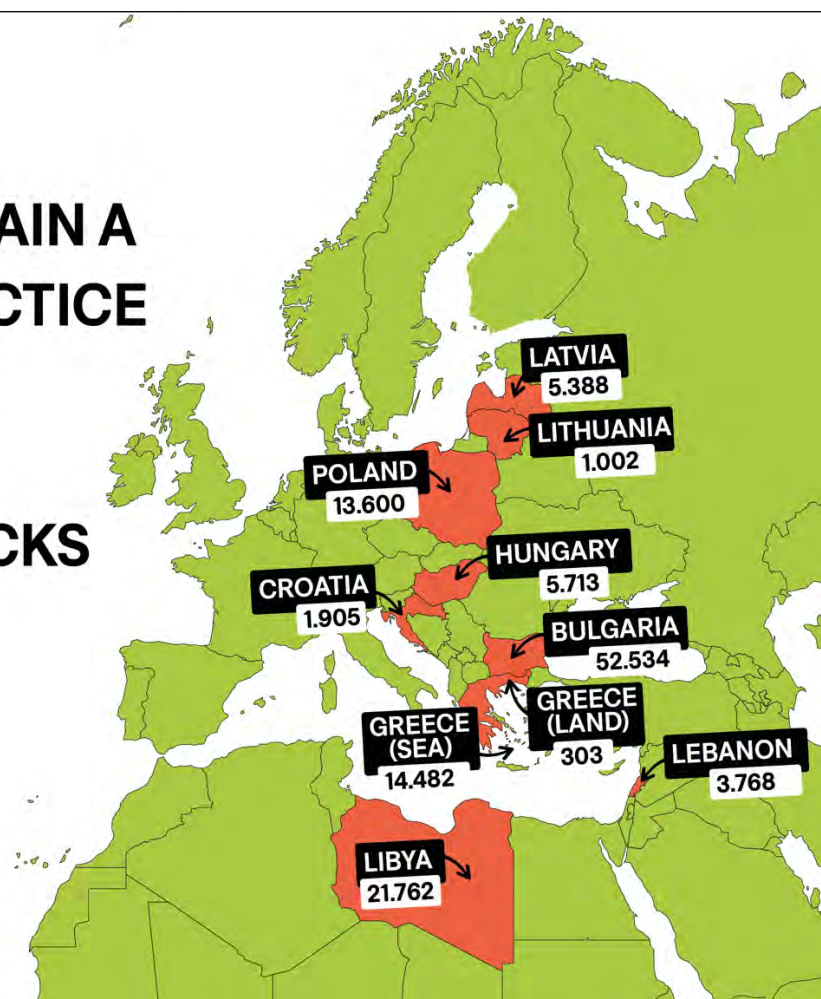 AIN A
CTICE
CKS
LATVIA
5.388
LITHUANIA
1.002
POLAND
13.600
HUNGARY
5.713
CROATIA
1.905
BULGARIA
52.534
GREECE
(LAND)
303
GREECE
(SEA)
14.482
LEBANON
3.768
LIBYA
21.762